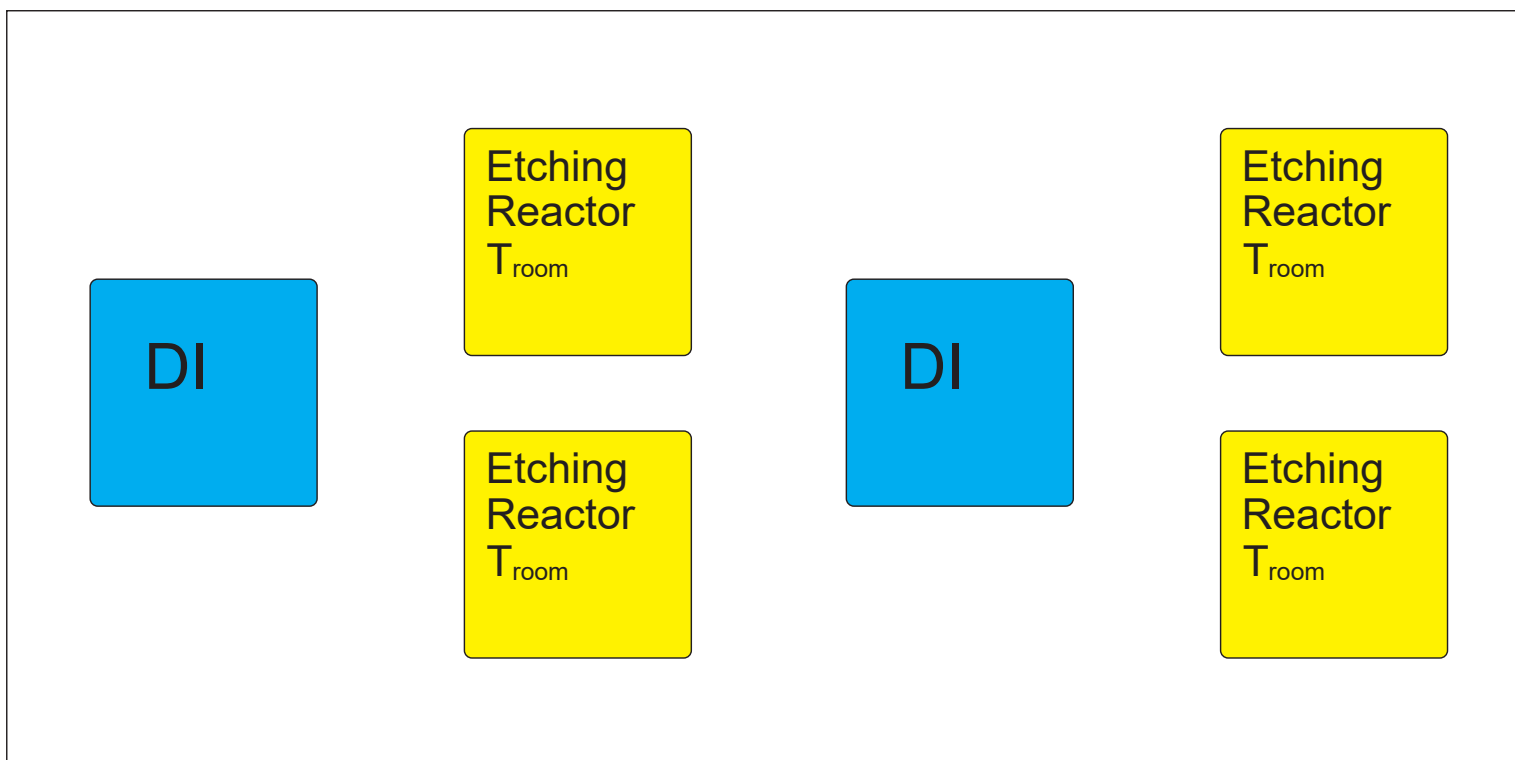 DI
Etching
Reactor
Troom
Etching
Reactor
Troom
DI
Etching
Reactor
Troom
Etching
Reactor
Troom